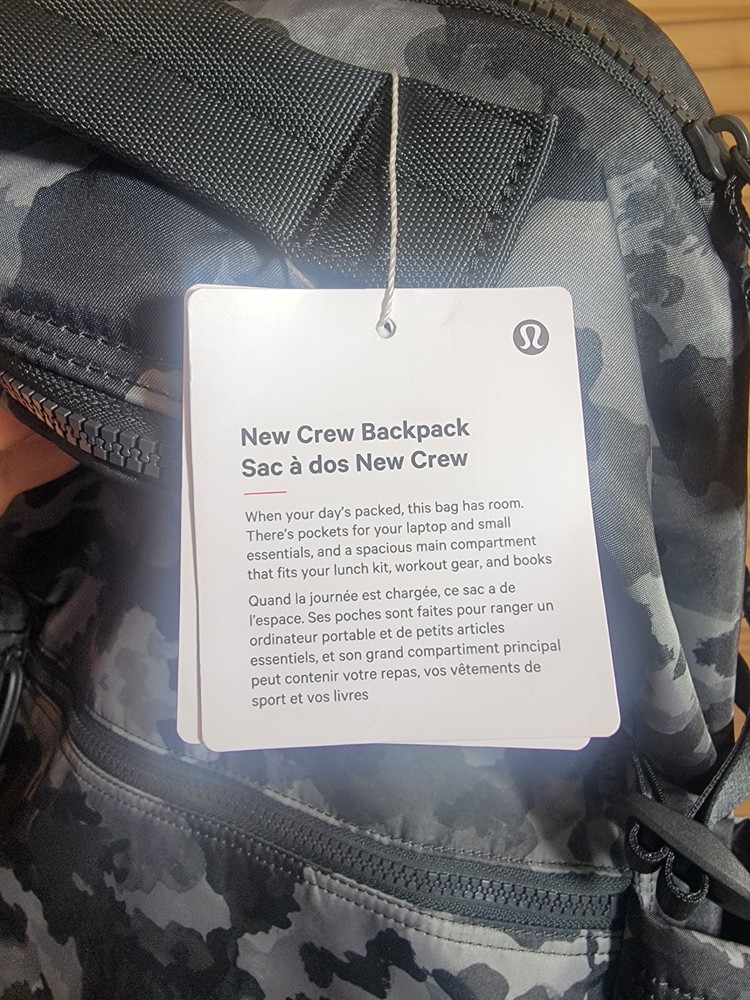 New Crew Backpack
Sac à dos New Crew
When your day's packed, this bag has room.
There's pockets for your laptop and small
essentials, and a spacious main compartment
that fits your lunch kit, workout gear, and books
Quand la journée est chargée, ce sac a de
l'espace. Ses poches sont faites pour ranger un
ordinateur portable et de petits articles
essentiels, et son grand compartiment principal
peut contenir votre repas, vos vêtements de
sport et vos livres